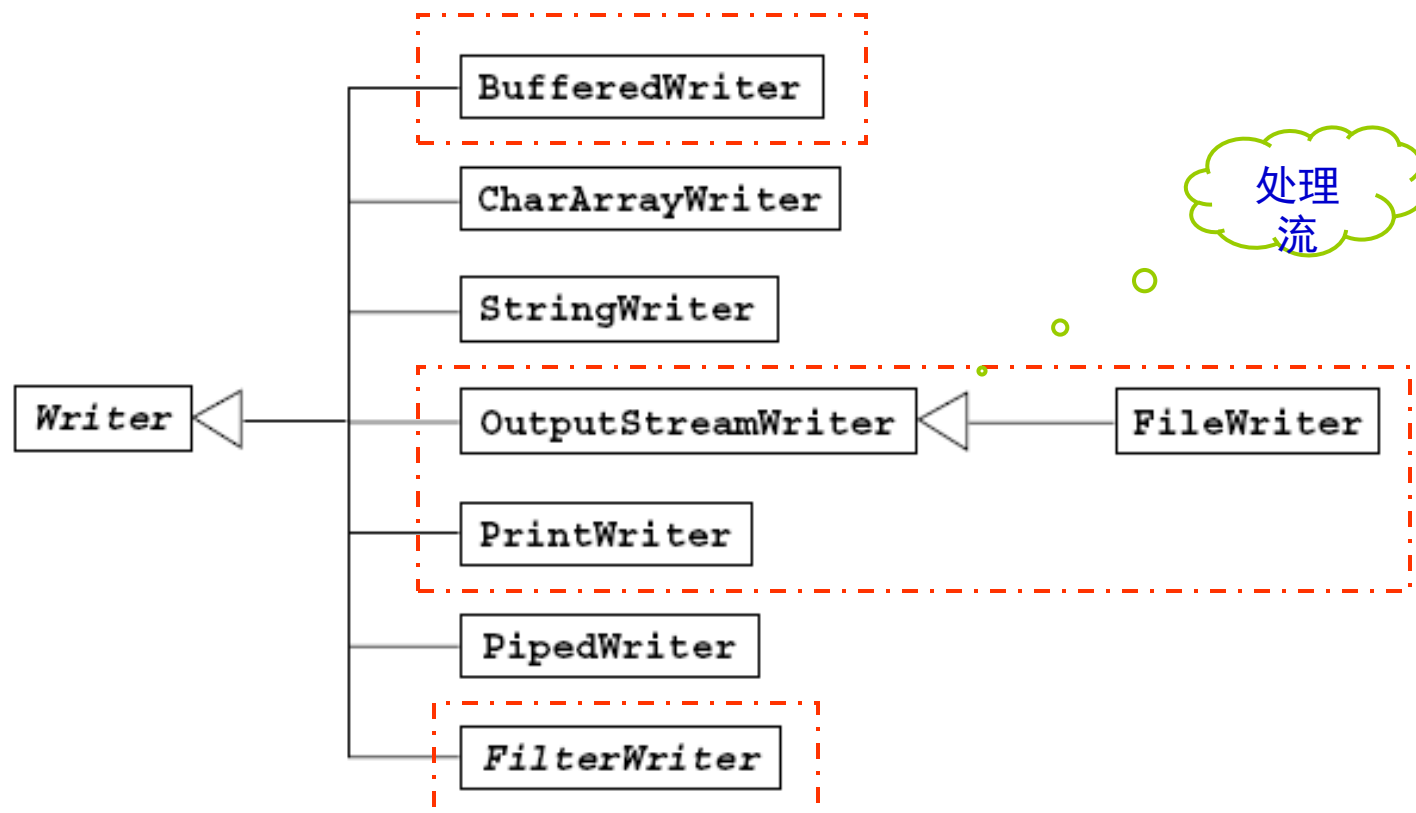 BufferedWriter
处理
流
CharArrayWriter
StringWriter
Writer
OutputStreamWriter
FileWriter
PrintWriter
PipedWriter
FilterWriter